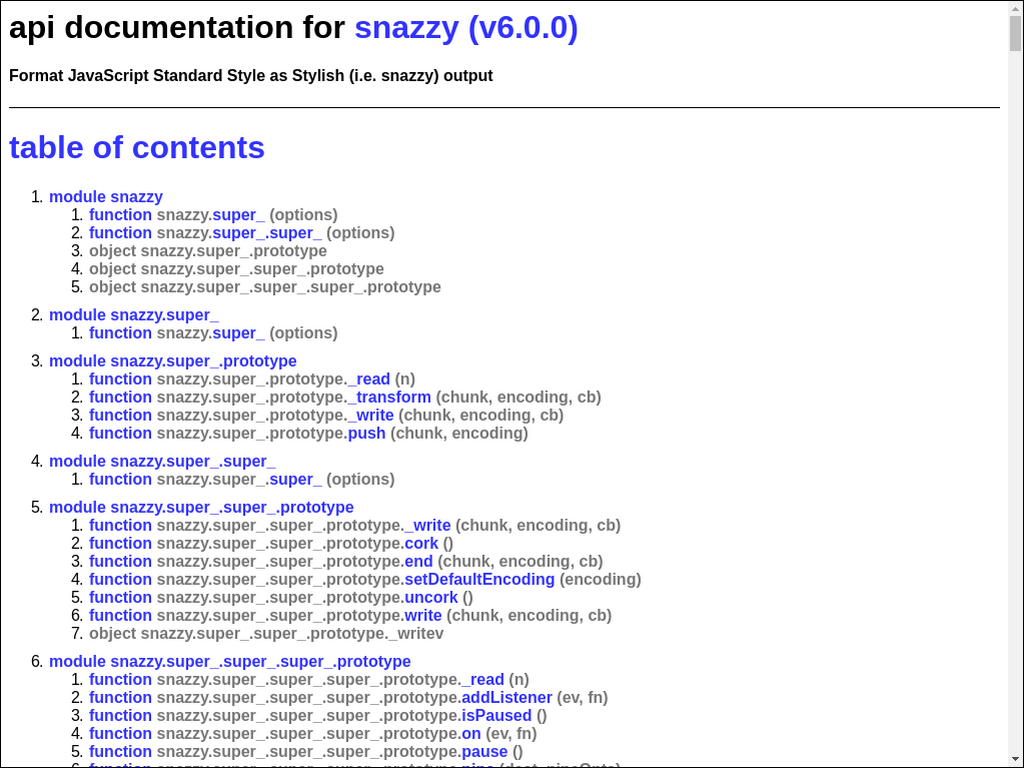 api documentation for snazzy (v6.0.0)
Format JavaScript Standard Style as Stylish (i.e. snazzy) output
table of contents
1. module snazzy
1. function snazzy.super_ (options)
2. function snazzy.super_.super_ (options)
3. object snazzy.super_.prototype
4. object snazzy.super_.super_.prototype
5. object snazzy.super_.super_.super_.prototype
2. module snazzy.super_
1. function snazzy.super_ (options)
3. module snazzy.super_.prototype
1. function snazzy.super_.prototype._read (n)
2. function snazzy.super_.prototype._transform (chunk, encoding, cb)
3. function snazzy.super_.prototype._write (chunk, encoding, cb)
4. function snazzy.super_.prototype.push (chunk, encoding)
4. module snazzy.super_.super_
1. function snazzy.super_.super_ (options)
5. module snazzy.super_.super_.prototype
1. function snazzy.super_.super_.prototype._write (chunk, encoding, cb)
2. function snazzy.super_.super_.prototype.cork ()
3. function snazzy.super_.super_.prototype.end (chunk, encoding, cb)
4. function snazzy.super_.super_.prototype.setDefaultEncoding (encoding)
5. function snazzy.super_.super_.prototype.uncork ()
6. function snazzy.super_.super_.prototype.write (chunk, encoding, cb)
7. object snazzy.super_.super_.prototype._writev
6. module snazzy.super_.super_.super_.prototype
1. function snazzy.super_.super_.super_.prototype._read (n)
2. function snazzy.super_.super_.super_.prototype.addListener (ev, fn)
3. function snazzy.super_.super_.super_.prototype.isPaused ()
4. function snazzy.super_.super_.super_.prototype.on (ev, fn)
5. function snazzy.super_.super_.super_.prototype.pause ()
6. function snazzy.super_.super_.super_.prototype.pipe (dest, pipeOpts)